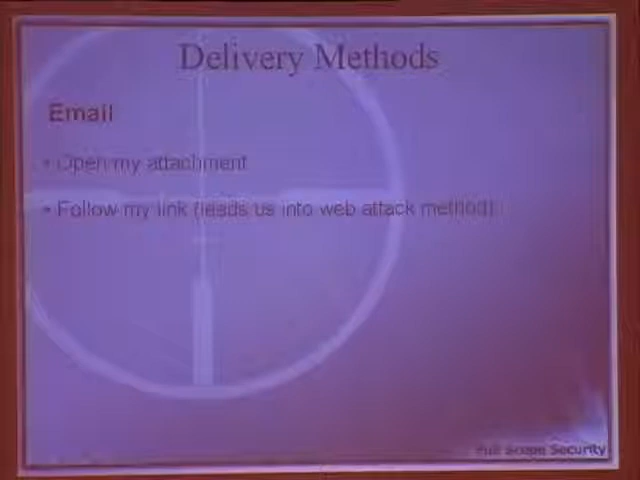 Delivery Methods
Email
• Open my attachment
• Follow my link (leads us into web attack method)
Full Scope Security